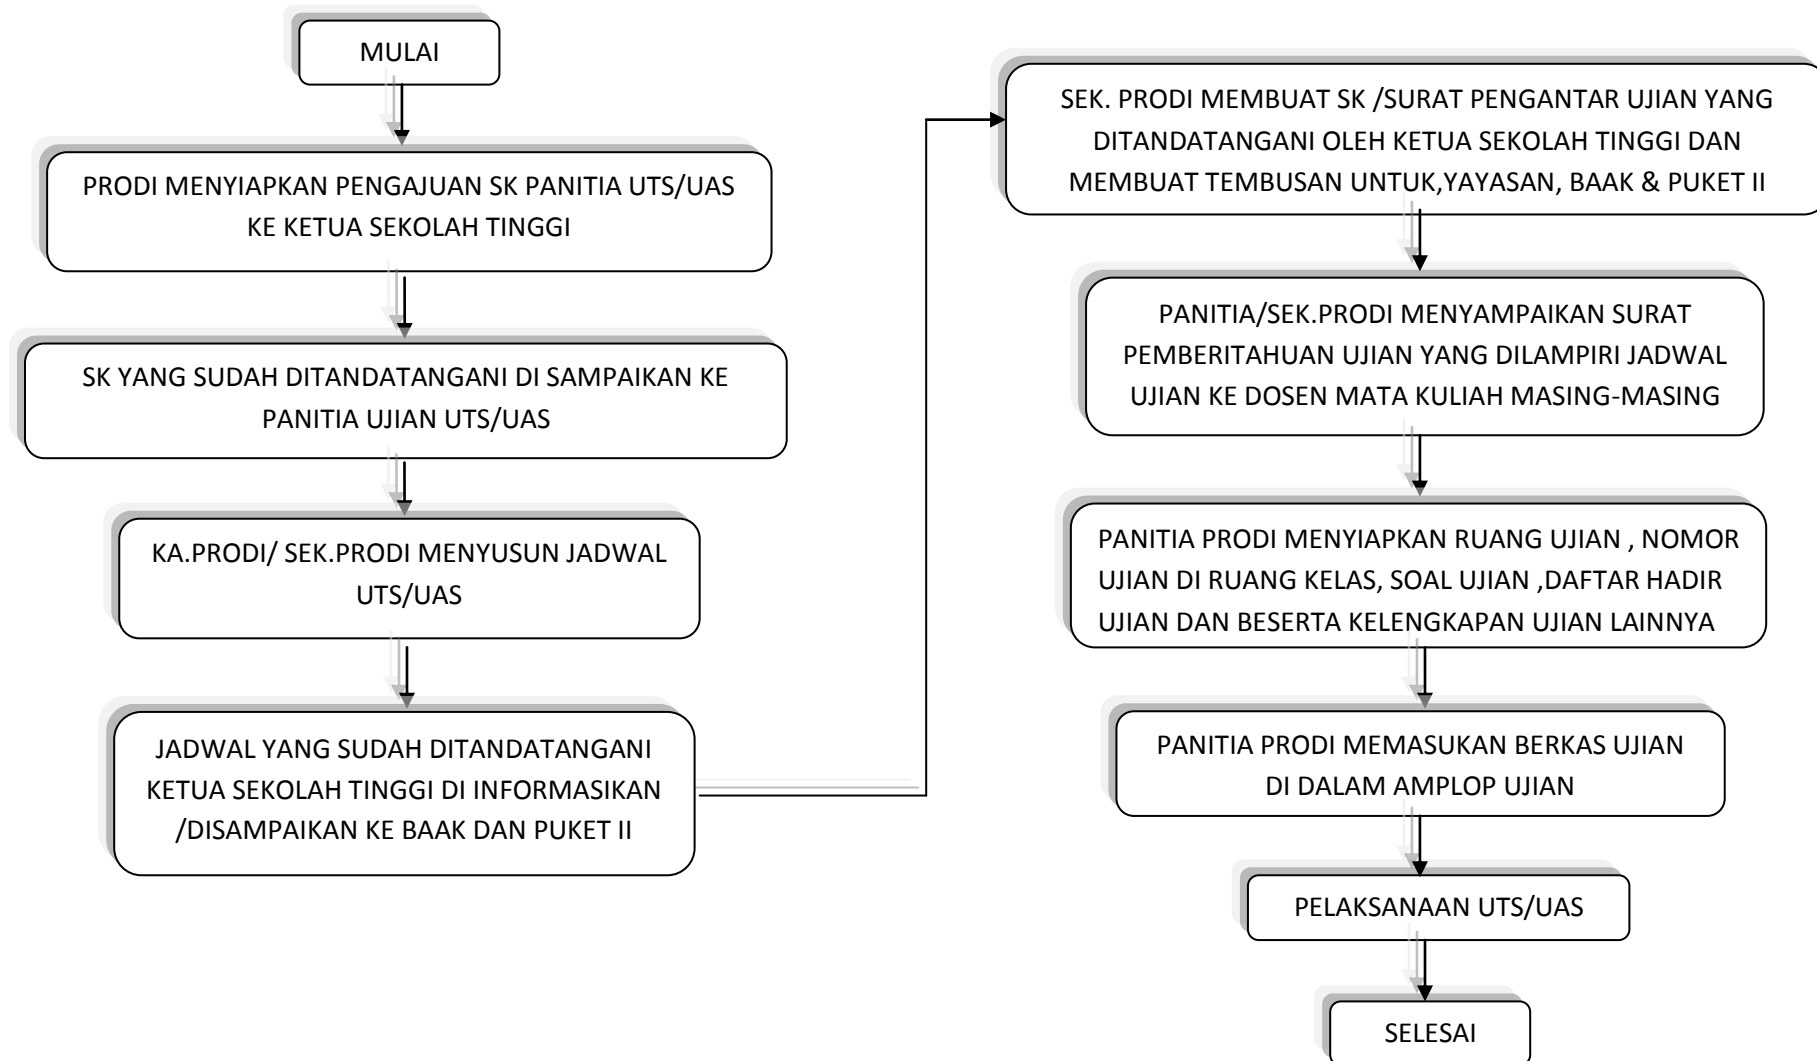 MULAI
PRODI MENYIAPKAN PENGAJUAN SK PANITIA UTS/UAS
KE KETUA SEKOLAH TINGGI
SK YANG SUDAH DITANDATANGANI DI SAMPAIKAN KE
PANITIA UJIAN UTS/UAS
KA.PRODI/ SEK.PRODI MENYUSUN JADWAL
UTS/UAS
JADWAL YANG SUDAH DITANDATANGANI
KETUA SEKOLAH TINGGI DI INFORMASIKAN
/DISAMPAIKAN KE BAAK DAN PUKET II
SEK. PRODI MEMBUAT SK /SURAT PENGANTAR UJIAN YANG
DITANDATANGANI OLEH KETUA SEKOLAH TINGGI DAN
MEMBUAT TEMBUSAN UNTUK,YAYASAN, BAAK & PUKET II
PANITIA/SEK.PRODI MENYAMPAIKAN SURAT
PEMBERITAHUAN UJIAN YANG DILAMPIRI JADWAL
UJIAN KE DOSEN MATA KULIAH MASING-MASING
PANITIA PRODI MENYIAPKAN RUANG UJIAN , NOMOR
UJIAN DI RUANG KELAS, SOAL UJIAN ,DAFTAR HADIR
UJIAN DAN BESERTA KELENGKAPAN UJIAN LAINNYA
PANITIA PRODI MEMASUKAN BERKAS UJIAN
DI DALAM AMPLOP UJIAN
PELAKSANAAN UTS/UAS
SELESAI